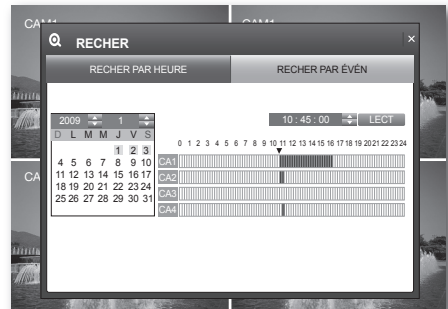 CAM1
CAM2
RECHER
×
RECHER PAR HEURE
RECHER PAR ÉVÉN
2009 1
10 : 45 : 00 LECT
D L M M J V S
1 2 3
4 5 6 7 8 9 10
11 12 13 14 15 16 17
18 19 20 21 22 23 24
25 26 27 28 29 30 31
0 1 2 3 4 5 6 7 8 9 10 11 12 13 14 15 16 17 18 19 20 21 22 23 24
CA1
CA2
CA3
CA4
CA